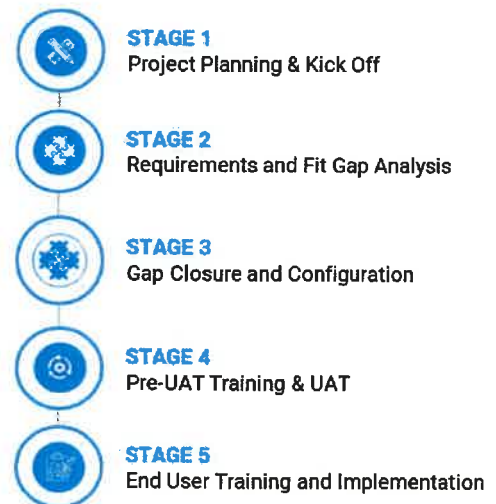 STAGE 1
Project Planning & Kick Off
STAGE 2
Requirements and Fit Gap Analysis
STAGE 3
Gap Closure and Configuration
STAGE 4
Pre-UAT Training & UAT
STAGE 5
End User Training and Implementation